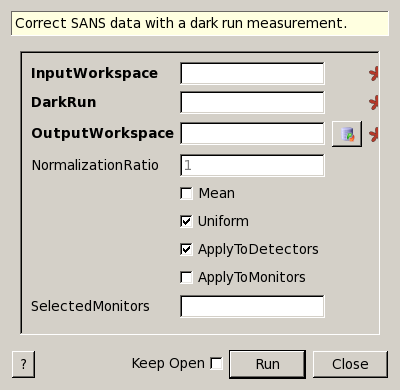 Correct SANS data with a dark run measurement.
InputWorkspace
DarkRun
OutputWorkspace
NormalizationRatio 1
Mean
Uniform
ApplyToDetectors
ApplyToMonitors
SelectedMonitors
? Keep Open Run Close